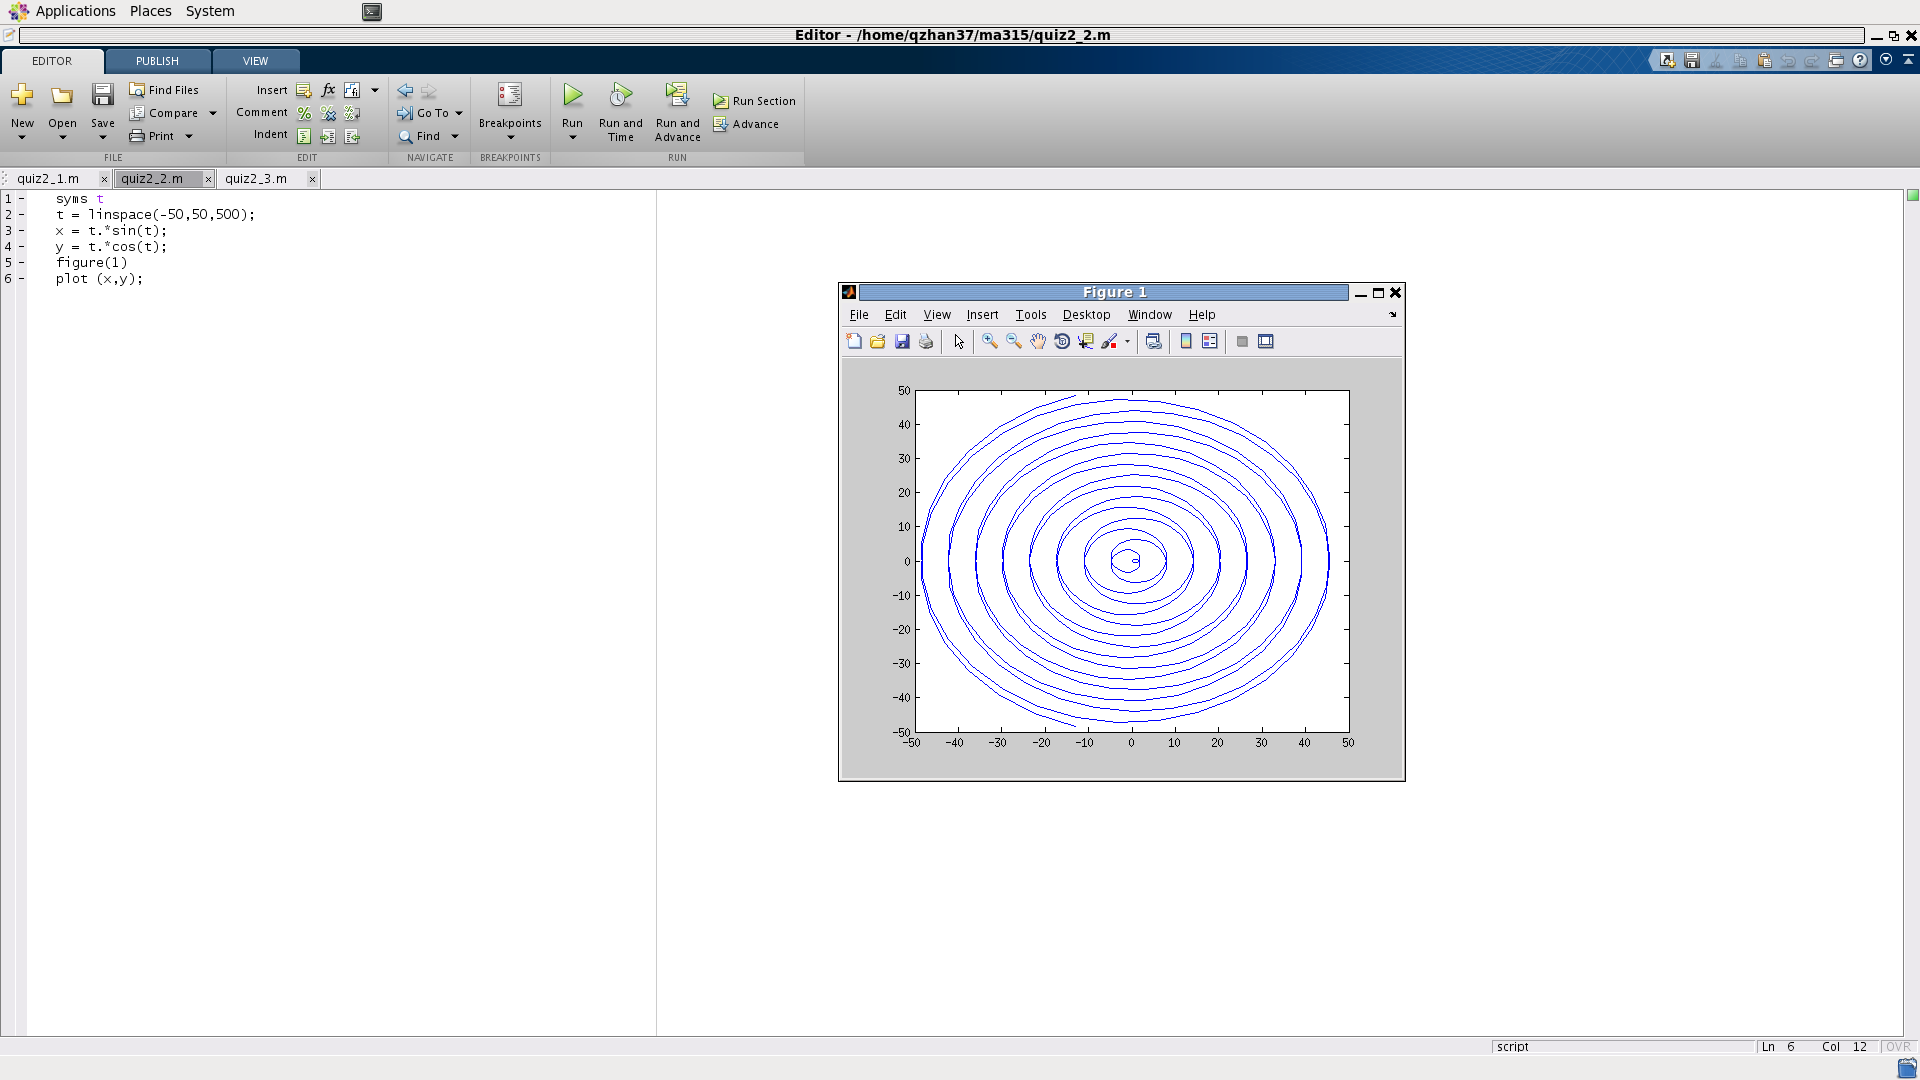 Applications Places System
Editor - /home/qzhan37/ma315/quiz2_2.m
EDITOR PUBLISH VIEW
New Open Save Find Files Compare Print
FILE
Insert fx
Comment
Indent
EDIT
Go To
Find
NAVIGATE
Breakpoints
BREAKPOINTS
Run Run and Time Run and Advance Run Section Advance
RUN
quiz2_1.m quiz2_2.m quiz2_3.m
1 syms t
2 t = linspace(-50,50,500);
3 x = t.*sin(t);
4 y = t.*cos(t);
5 figure(1)
6 plot (x,y);
Figure 1
File Edit View Insert Tools Desktop Window Help
50
40
30
20
10
0
-10
-20
-30
-40
-50
-50 -40 -30 -20 -10 0 10 20 30 40 50
script Ln 6 Col 12 OVR